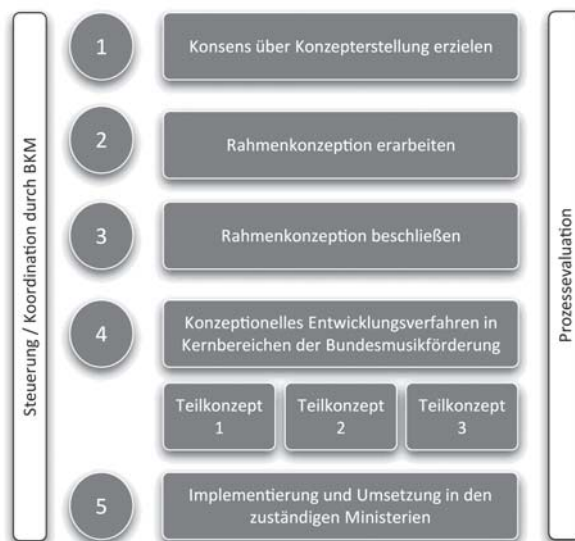 Steuerung / Koordination durch BKM
1
Konsens über Konzepterstellung erzielen
2
Rahmenkonzeption erarbeiten
3
Rahmenkonzeption beschließen
4
Konzeptionelles Entwicklungsverfahren in
Kernbereichen der Bundesmusikförderung
Teilkonzept
1
Teilkonzept
2
Teilkonzept
3
5
Implementierung und Umsetzung in den
zuständigen Ministerien
Prozessevaluation